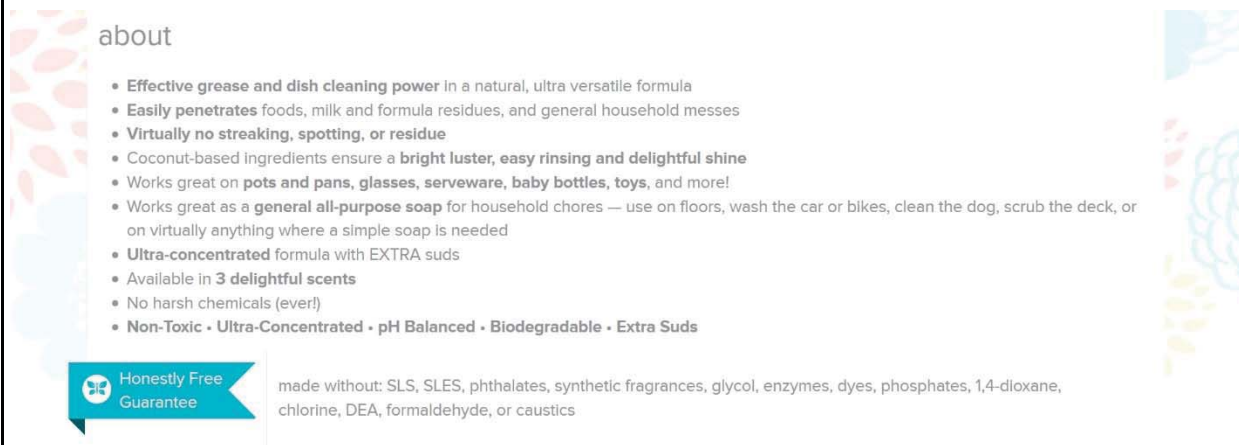 about
• Effective grease and dish cleaning power in a natural, ultra versatile formula
• Easily penetrates foods, milk and formula residues, and general household messes
• Virtually no streaking, spotting, or residue
• Coconut-based ingredients ensure a bright luster, easy rinsing and delightful shine
• Works great on pots and pans, glasses, serveware, baby bottles, toys, and more!
• Works great as a general all-purpose soap for household chores — use on floors, wash the car or bikes, clean the dog, scrub the deck, or
on virtually anything where a simple soap is needed
• Ultra-concentrated formula with EXTRA suds
• Available in 3 delightful scents
• No harsh chemicals (ever!)
• Non-Toxic • Ultra-Concentrated • pH Balanced • Biodegradable • Extra Suds
Honestly Free
Guarantee
made without: SLS, SLES, phthalates, synthetic fragrances, glycol, enzymes, dyes, phosphates, 1,4-dioxane,
chlorine, DEA, formaldehyde, or caustics